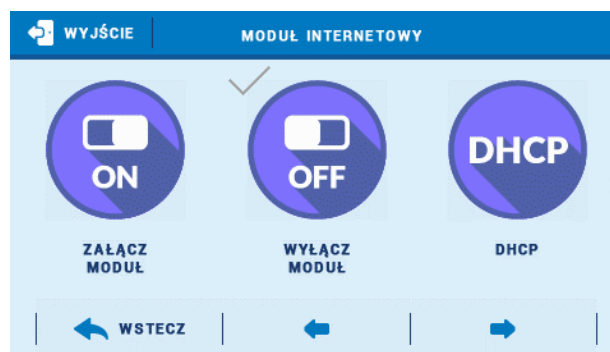 WYJŚCIE
MODUŁ INTERNETOWY
ON
OFF
DHCP
ZAŁĄCZ
MODUŁ
WYŁĄCZ
MODUŁ
DHCP
WSTECZ